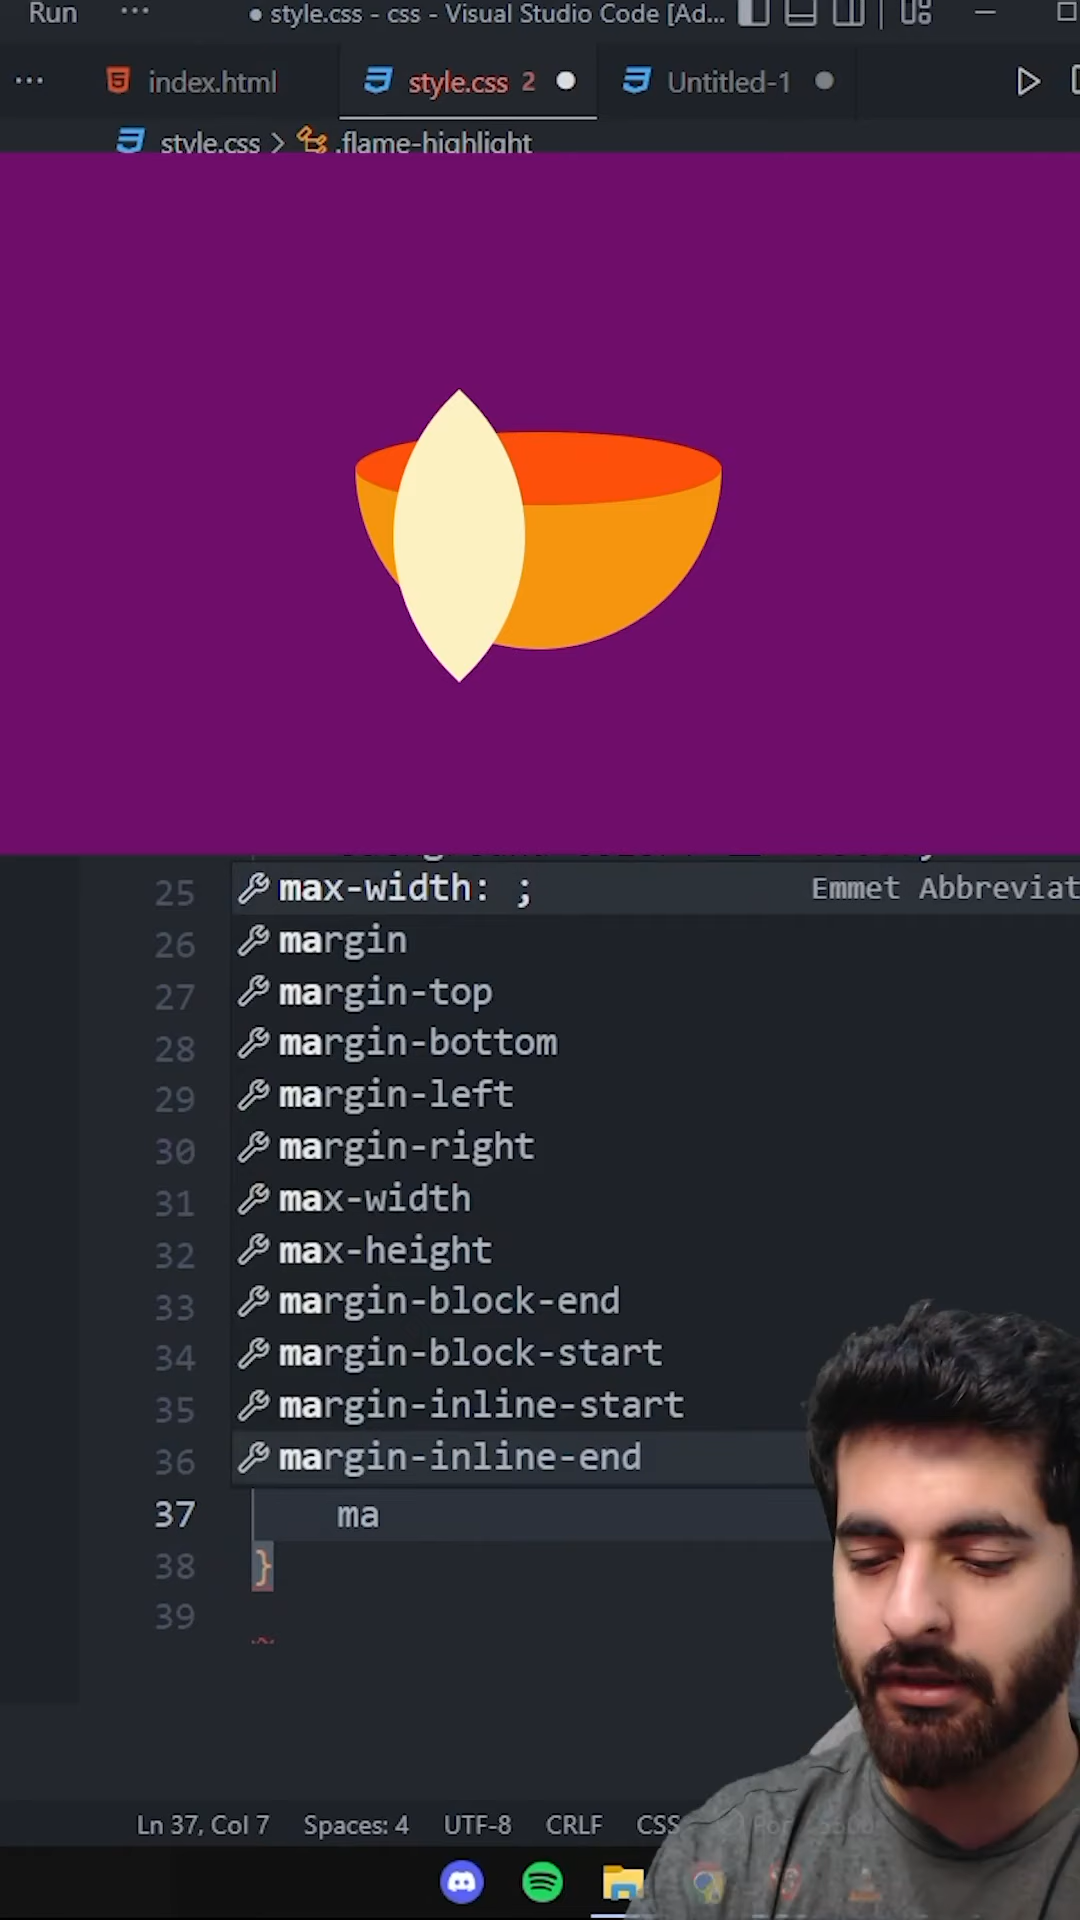 Run ··· ● style.css - css - Visual Studio Code [Ad...
··· index.html style.css 2 ● Untitled-1 ●
style.css > .flame-highlight
25 max-width: ; Emmet Abbreviat
26 margin
27 margin-top
28 margin-bottom
29 margin-left
30 margin-right
31 max-width
32 max-height
33 margin-block-end
34 margin-block-start
35 margin-inline-start
36 margin-inline-end
37 ma
38 }
39
Ln 37, Col 7 Spaces: 4 UTF-8 CRLF CSS